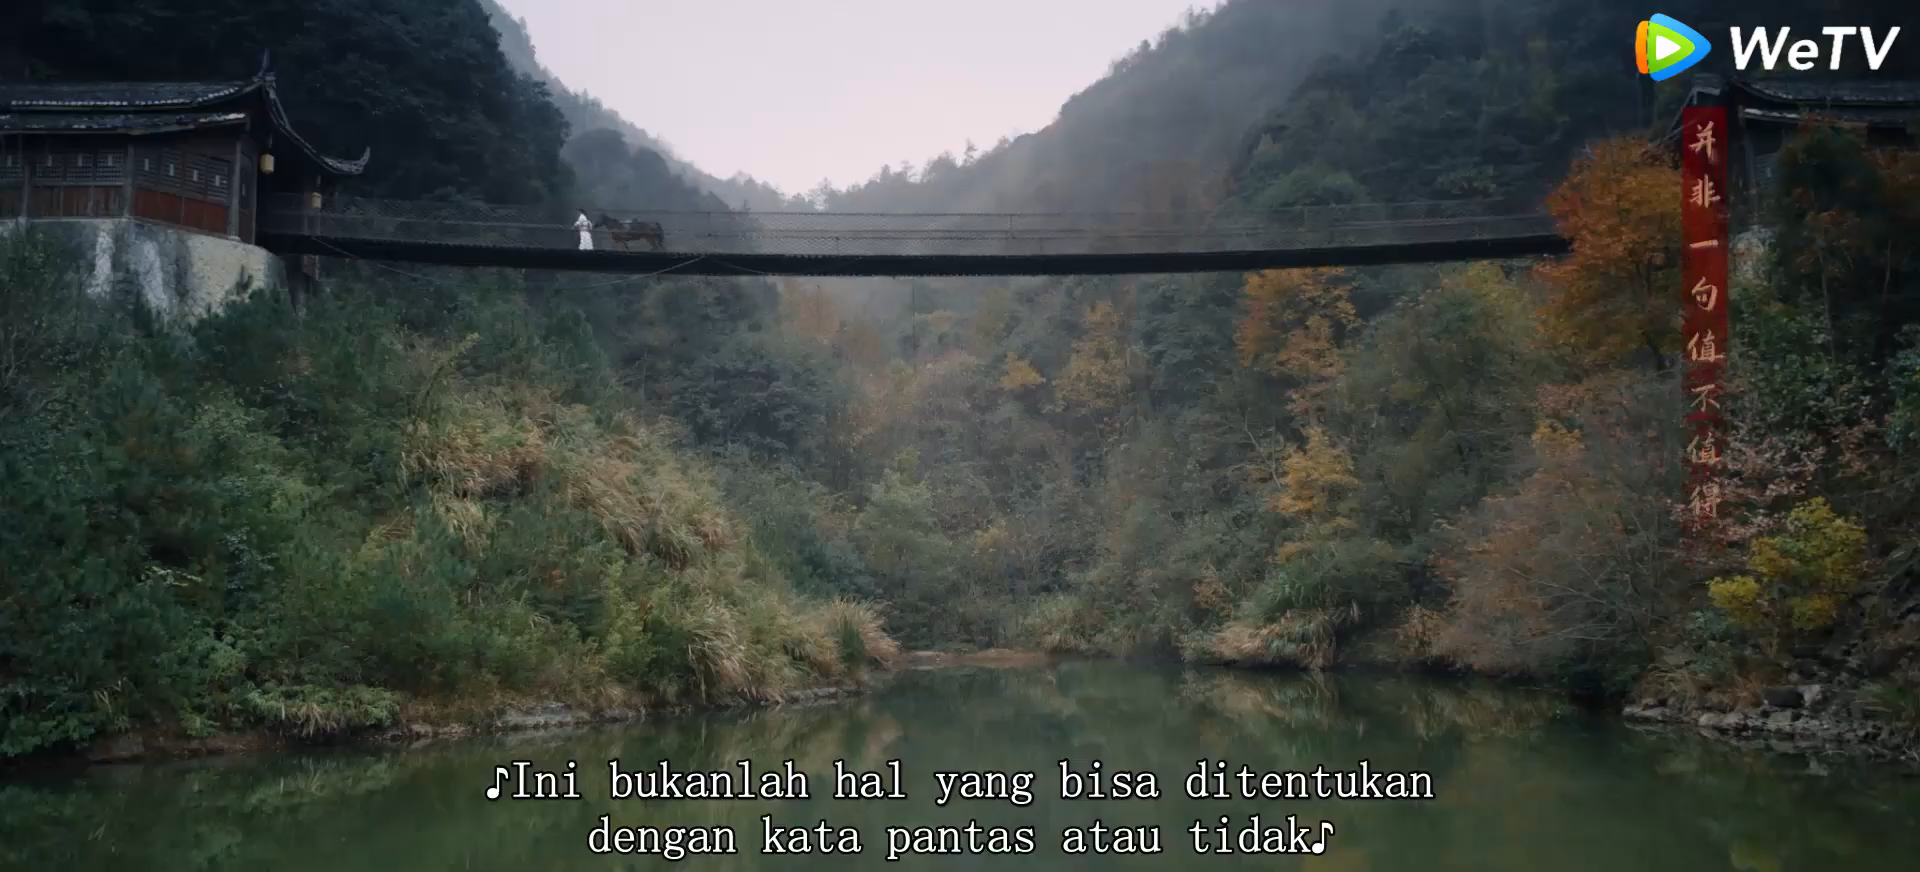 WeTV
并非一句值不值得
♪Ini bukanlah hal yang bisa ditentukan
dengan kata pantas atau tidak♪